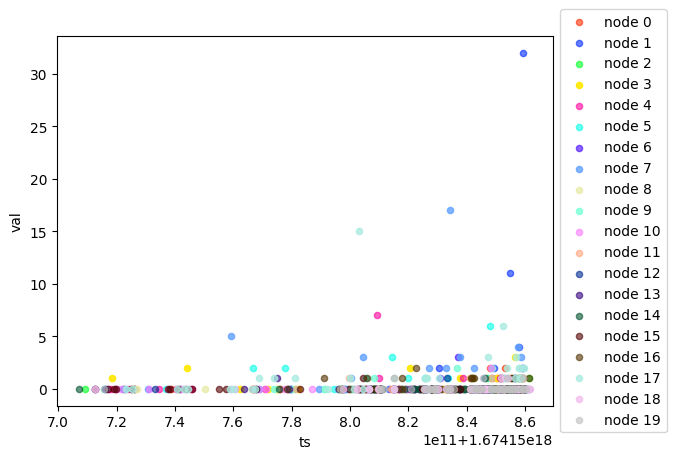 node 0
node 1
node 2
node 3
node 4
node 5
node 6
node 7
node 8
node 9
node 10
node 11
node 12
node 13
node 14
node 15
node 16
node 17
node 18
node 19
val
30
25
20
15
10
5
0
7.0 7.2 7.4 7.6 7.8 8.0 8.2 8.4 8.6
ts
1e11+1.67415e18